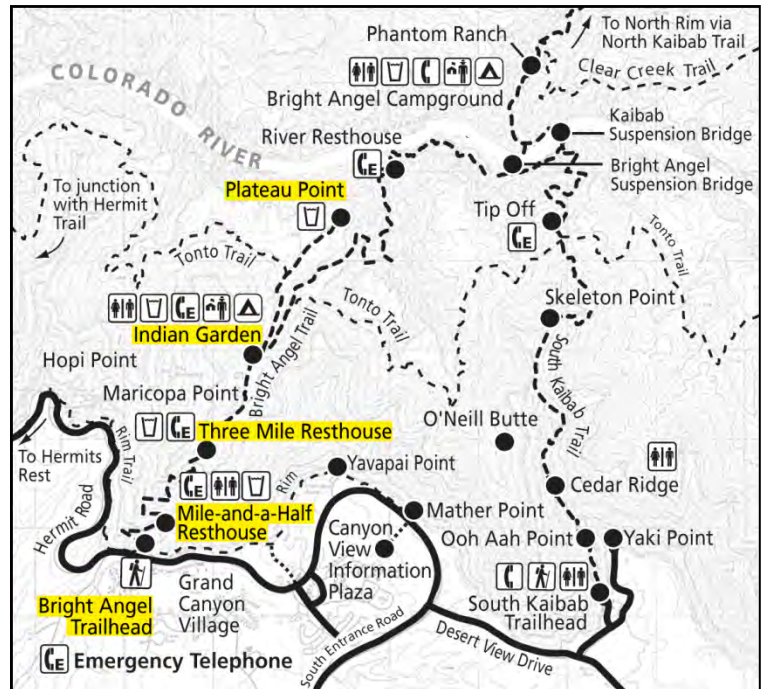 To North Rim via
North Kaibab Trail
Phantom Ranch
Clear Creek Trail
Bright Angel Campground
COLORADO RIVER
River Resthouse
E
Kaibab
Suspension Bridge
Bright Angel
Suspension Bridge
To junction
with Hermit
Trail
Plateau Point
Tip Off
E
Tonto Trail
Tonto Trail
Tonto Trail
Skeleton Point
E
Indian Garden
Bright Angel Trail
South Kaibab Trail
Hopi Point
Maricopa Point
E
Three Mile Resthouse
O'Neill Butte
To Hermits
Rest
Rim Trail
Rim
Yavapai Point
Cedar Ridge
E
Mile-and-a-Half
Resthouse
Mather Point
Hermit Road
Canyon
View
Information
Plaza
Ooh Aah Point
Yaki Point
Bright Angel
Trailhead
Grand
Canyon
Village
South Kaibab
Trailhead
South Entrance Road
Desert View Drive
E Emergency Telephone